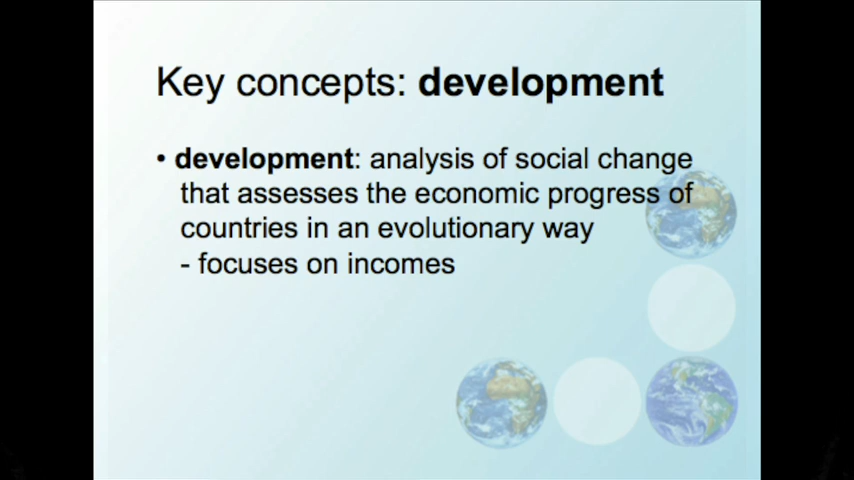 Key concepts: development
• development: analysis of social change
that assesses the economic progress of
countries in an evolutionary way
- focuses on incomes